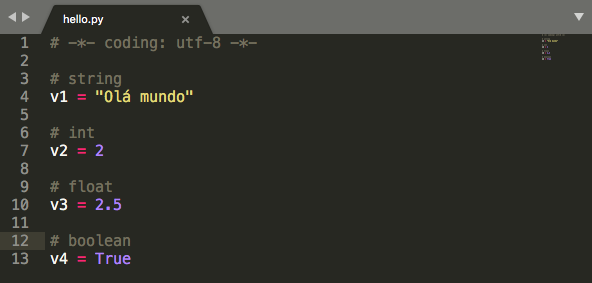 hello.py
1 # -*- coding: utf-8 -*-
2
3 # string
4 v1 = "Olá mundo"
5
6 # int
7 v2 = 2
8
9 # float
10 v3 = 2.5
11
12 # boolean
13 v4 = True